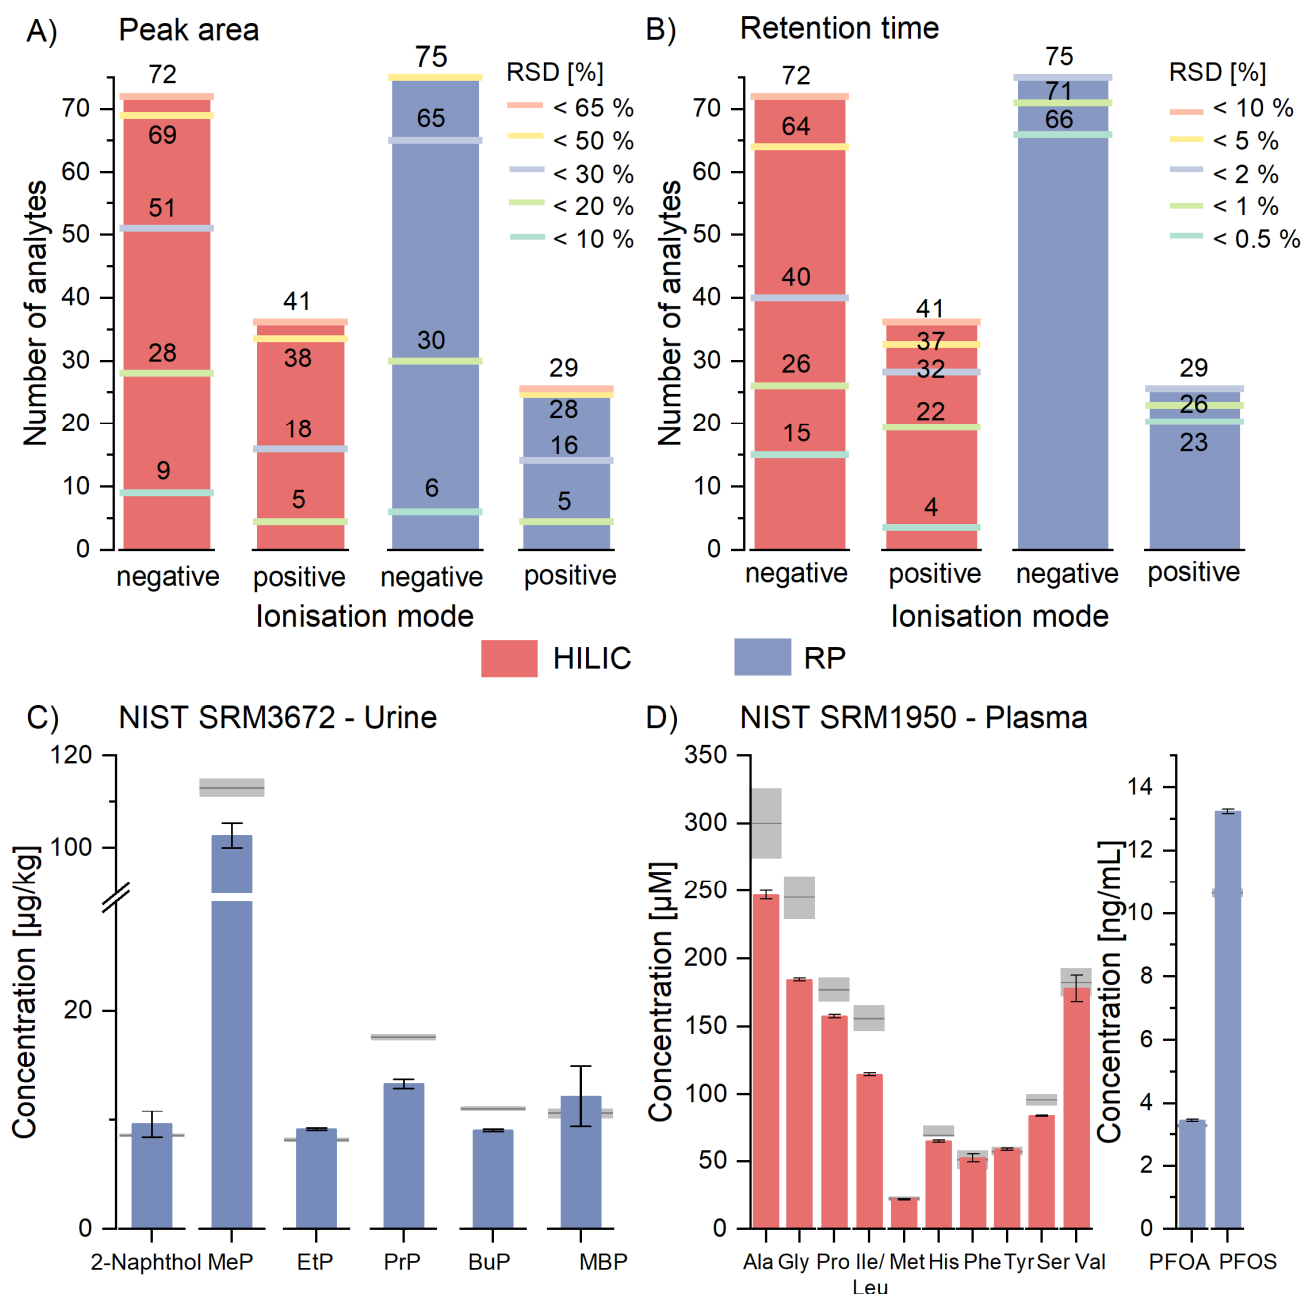 A) Peak area
72
75
69
65
51
41
38
28
30
29
28
18
16
9
6
5
5
RSD [%]
< 65 %
< 50 %
< 30 %
< 20 %
< 10 %
70
60
50
40
30
20
10
0
Number of analytes
negative positive negative positive
Ionisation mode
B) Retention time
72
75
71
66
64
40
41
37
32
26
22
15
4
29
26
23
RSD [%]
< 10 %
< 5 %
< 2 %
< 1 %
< 0.5 %
70
60
50
40
30
20
10
0
Number of analytes
negative positive negative positive
Ionisation mode
HILIC RP
C) NIST SRM3672 - Urine
120
100
20
0
Concentration [µg/kg]
2-Naphthol MeP EtP PrP BuP MBP
D) NIST SRM1950 - Plasma
350
300
250
200
150
100
50
0
Concentration [µM]
Ala Gly Pro Ile/ Met His Phe Tyr Ser Val
Leu
14
12
10
8
6
4
2
0
Concentration [ng/mL]
PFOA PFOS